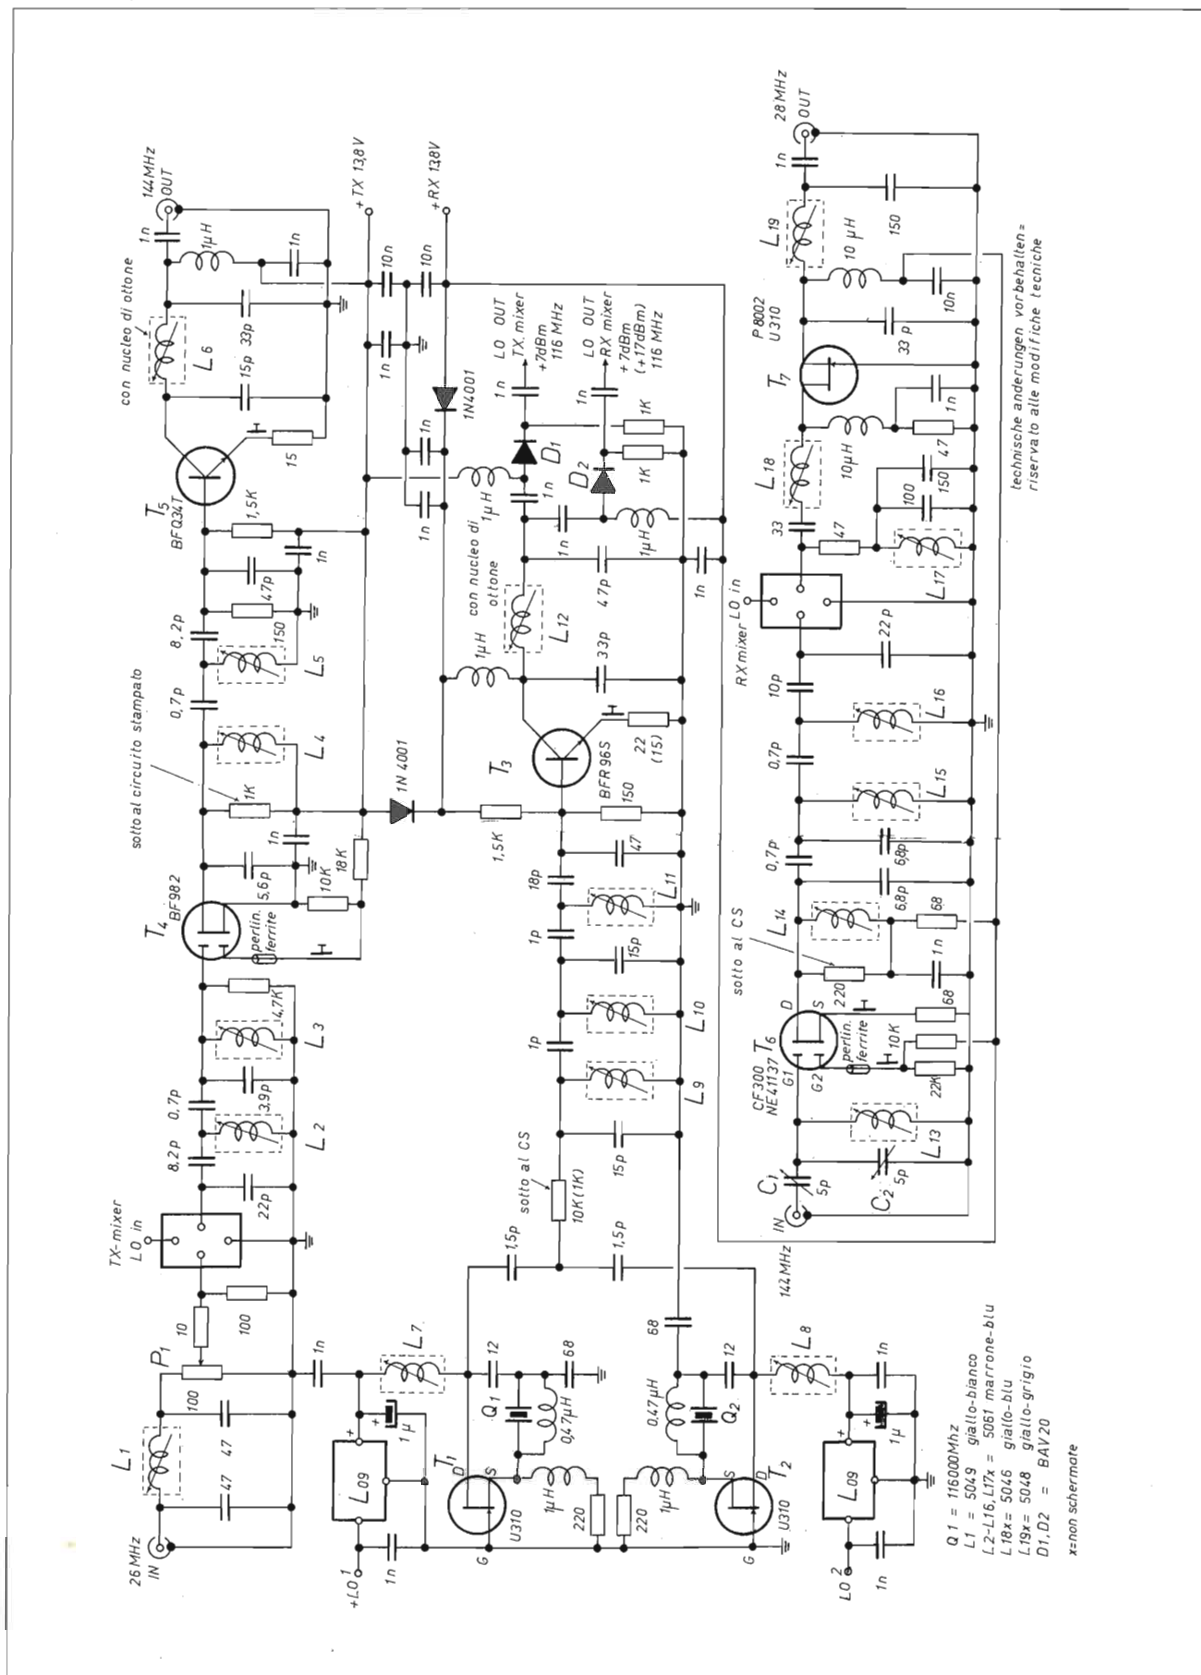 26MHz
IN
L1
47
47
P1
100
10
100
TX-mixer
LO in
22p
8,2p
L2
0,7p
3,9p
L3
4,7K
T4
BF982
perlin.
ferrite
5,6p
10K
18K
1n
1K
sotto al circuito stampato
L4
0,7p
L5
8,2p
150
47p
1n
1,5K
T5
BFQ34T
15
15p
con nucleo di ottone
L6
33p
1µH
1n
1n
144MHz
OUT
+TX 13,8V
+RX 13,8V
10n
10n
1n
1N4001
1n
1n
1N 4001
+LO 1
1n
L09
+
+
1µ
1n
L7
T1
D
S
G
U310
Q1
12
68
0,47µH
1µH
220
1,5p
1,5p
sotto al CS
10K(1K)
220
1µH
0,47µH
Q2
68
12
T2
S
D
G
U310
L8
LO 2
1n
L09
+
+
1µ
1n
15p
L9
1p
L10
15p
1p
L11
18p
47
1,5K
150
T3
BFR96S
22
(15)
1µH
33p
L12
con nucleo di
ottone
47p
1n
1n
1n
1µH
1µH
D1
D2
1K
1K
1n
1n
LO OUT
TX. mixer
+7dBm
116 MHz
LO OUT
RX mixer
+7dBm
(+17dBm)
116 MHz
144MHz
IN
C1
5p
C2
5p
L13
CF300
NE41137
T6
G1
G2
D
S
perlin.
ferrite
22K
10K
68
220
sotto al CS
1n
L14
68
6,8p
6,8p
0,7p
L15
0,7p
L16
10p
22p
RXmixer
LO in
33
47
L17
100
150
L18
10µH
47
1n
T7
P8002
U310
33p
10µH
10n
L19
150
1n
28MHz
OUT
Q1 = 116000Mhz
L1 = 5049 giallo-bianco
L2-L16,L17x = 5061 marrone-blu
L18x = 5046 giallo-blu
L19x = 5048 giallo-grigio
D1,D2 = BAV20
x=non schermate
technische anderungen vorbehalten=
riservato alle modifiche tecniche